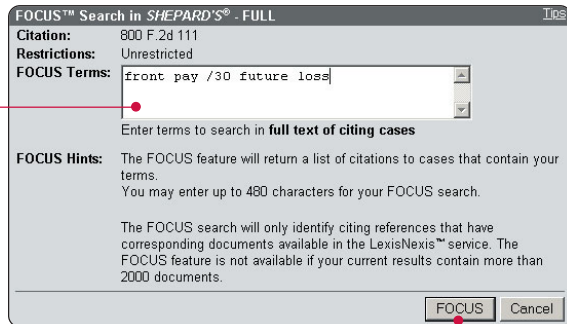 FOCUS™ Search in SHEPARD'S® - FULL Tips
Citation: 800 F.2d 111
Restrictions: Unrestricted
FOCUS Terms: front pay /30 future loss
Enter terms to search in full text of citing cases
FOCUS Hints: The FOCUS feature will return a list of citations to cases that contain your
terms.
You may enter up to 480 characters for your FOCUS search.
The FOCUS search will only identify citing references that have
corresponding documents available in the LexisNexis™ service. The
FOCUS feature is not available if your current results contain more than
2000 documents.
FOCUS Cancel